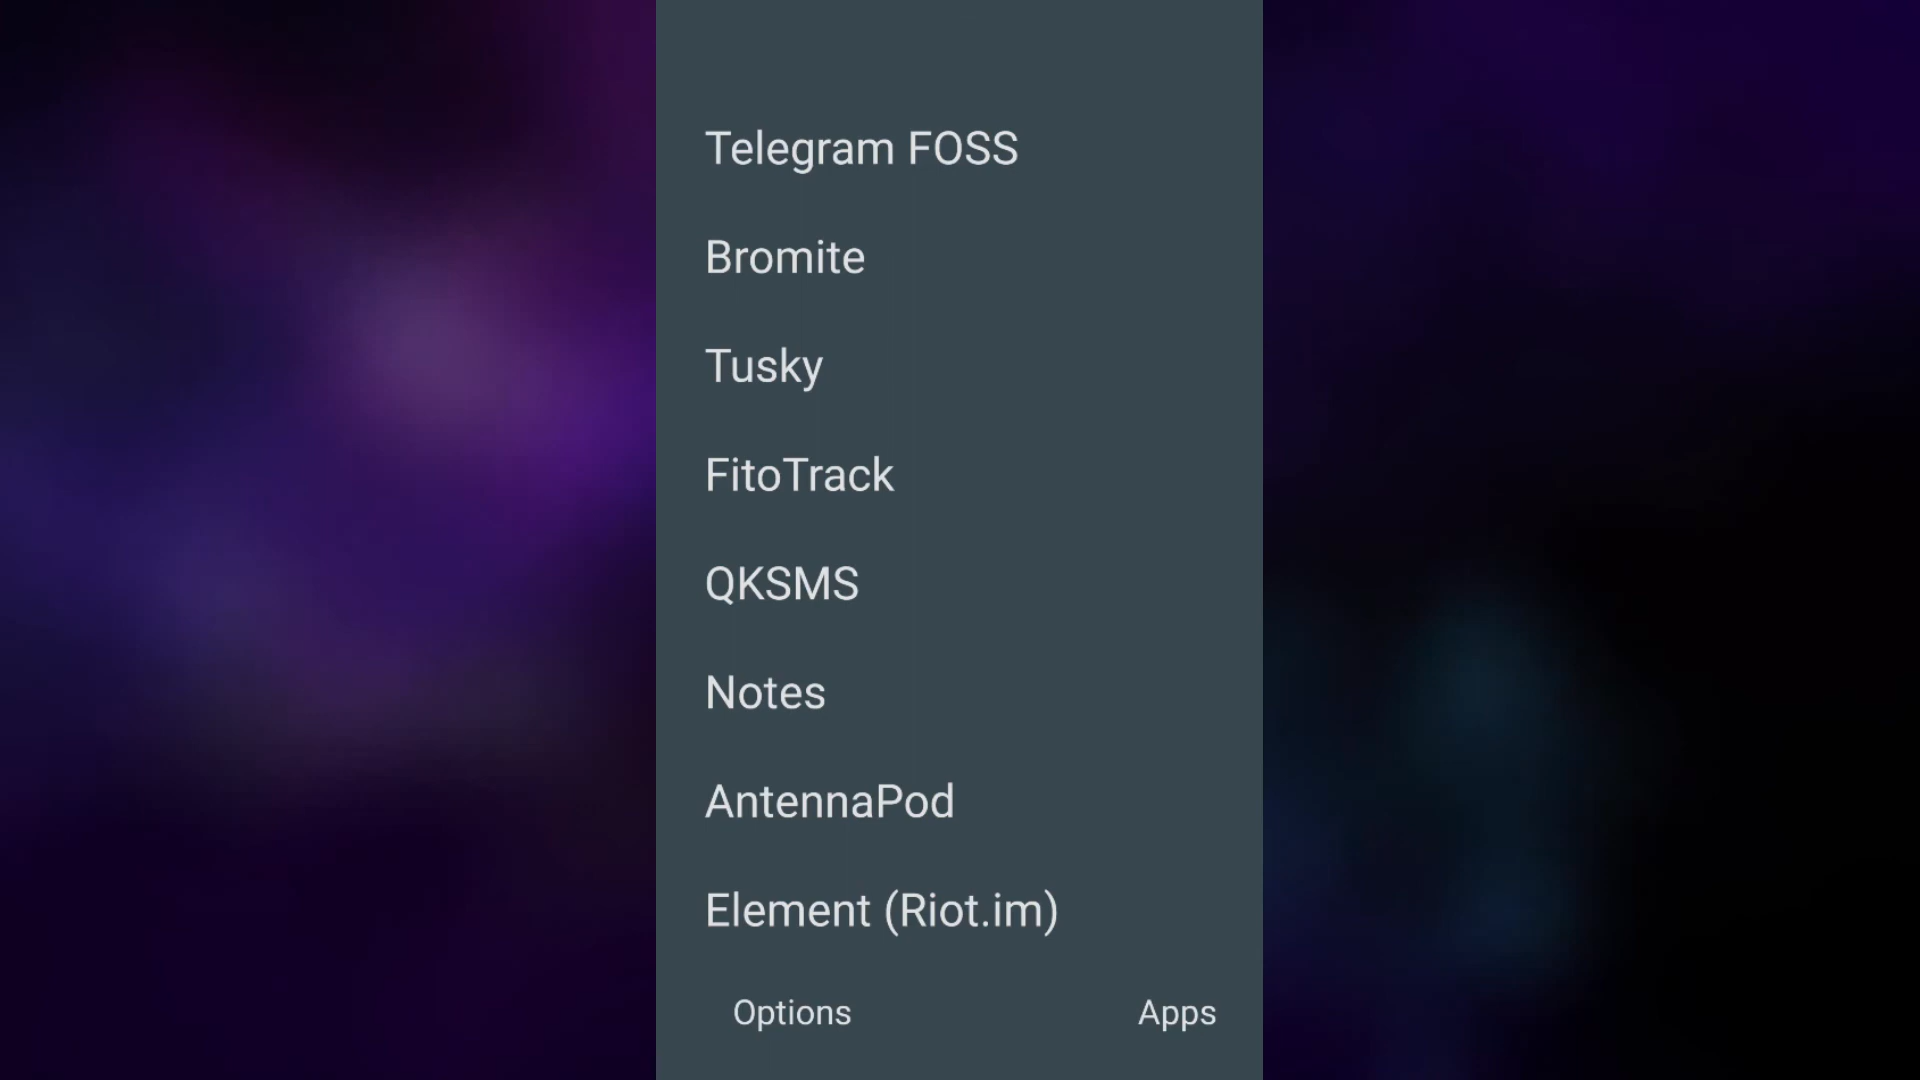 Telegram FOSS
Bromite
Tusky
FitoTrack
QKSMS
Notes
AntennaPod
Element (Riot.im)
Options
Apps